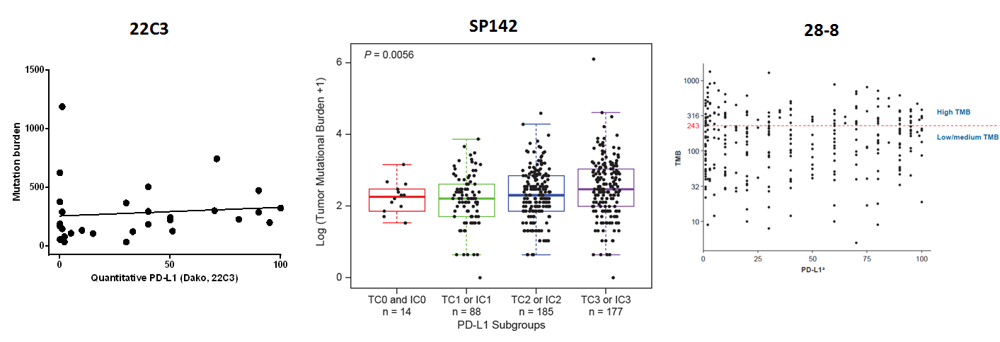 22C3
SP142
28-8
1500
1000
500
0
Mutation burden
0
50
100
Quantitative PD-L1 (Dako, 22C3)
P = 0.0056
6
4
2
0
Log (Tumor Mutational Burden +1)
TC0 and IC0
n = 14
TC1 or IC1
n = 88
TC2 or IC2
n = 185
TC3 or IC3
n = 177
PD-L1 Subgroups
1000
316
243
100
32
10
TMB
High TMB
Low/medium TMB
0
25
50
75
100
PD-L1ª